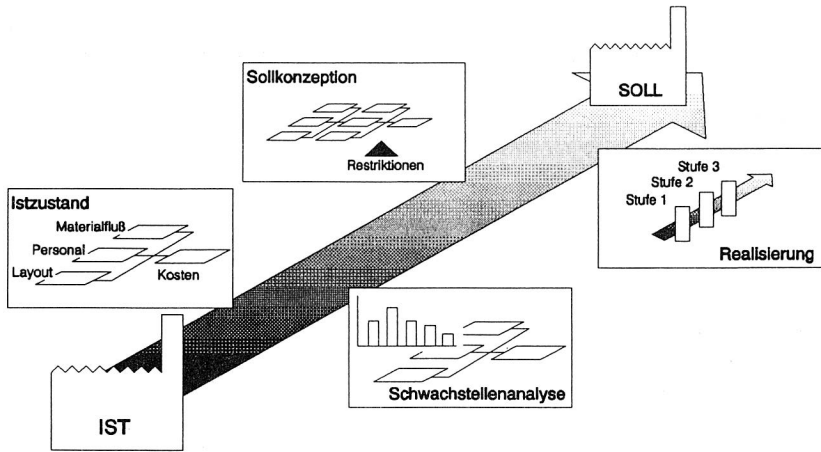 SOLL
Sollkonzeption
Restriktionen
Stufe 3
Stufe 2
Stufe 1
Realisierung
Istzustand
Materialfluß
Personal
Layout
Kosten
Schwachstellenanalyse
IST